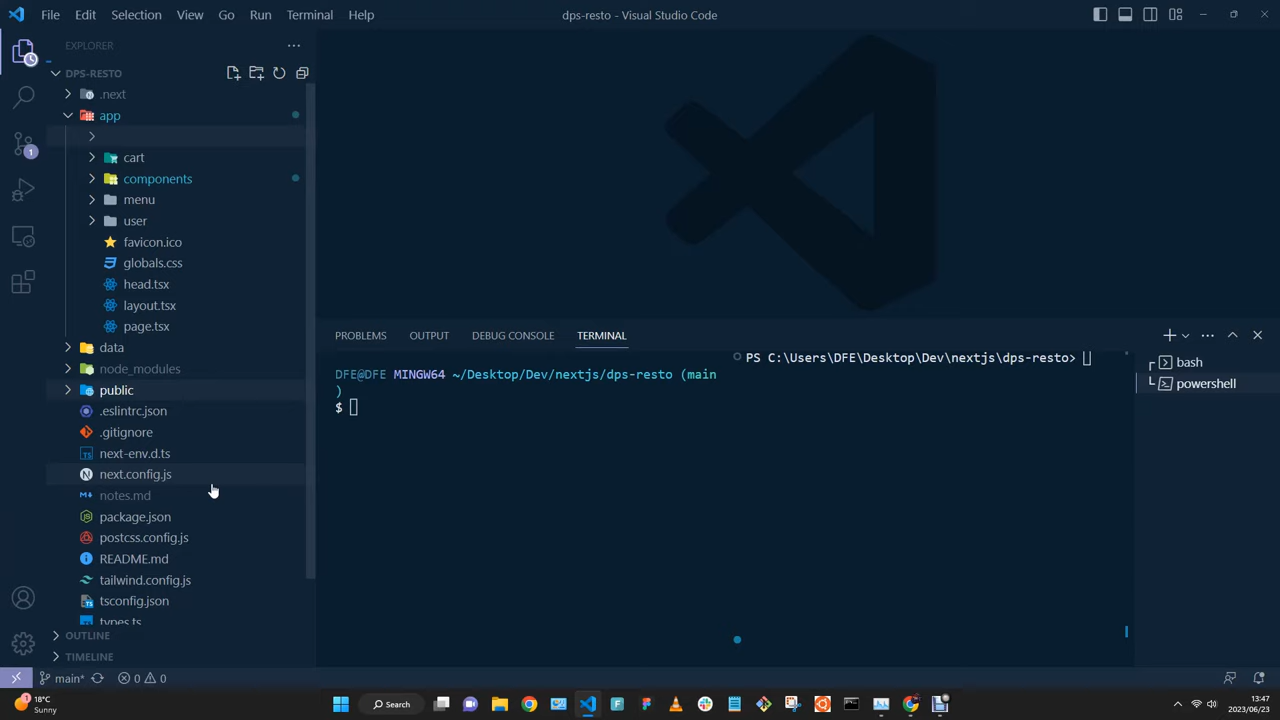 File Edit Selection View Go Run Terminal Help
dps-resto - Visual Studio Code
EXPLORER
DPS-RESTO
.next
app
cart
components
menu
user
favicon.ico
globals.css
head.tsx
layout.tsx
page.tsx
data
node_modules
public
.eslintrc.json
.gitignore
next-env.d.ts
next.config.js
notes.md
package.json
postcss.config.js
README.md
tailwind.config.js
tsconfig.json
types.ts
OUTLINE
TIMELINE
1
PROBLEMS OUTPUT DEBUG CONSOLE TERMINAL
DFE@DFE MINGW64 ~/Desktop/Dev/nextjs/dps-resto (main
)
$
PS C:\Users\DFE\Desktop\Dev\nextjs\dps-resto>
bash
powershell
main* 0 0
1
18°C
Sunny
Search
13:47
2023/06/23